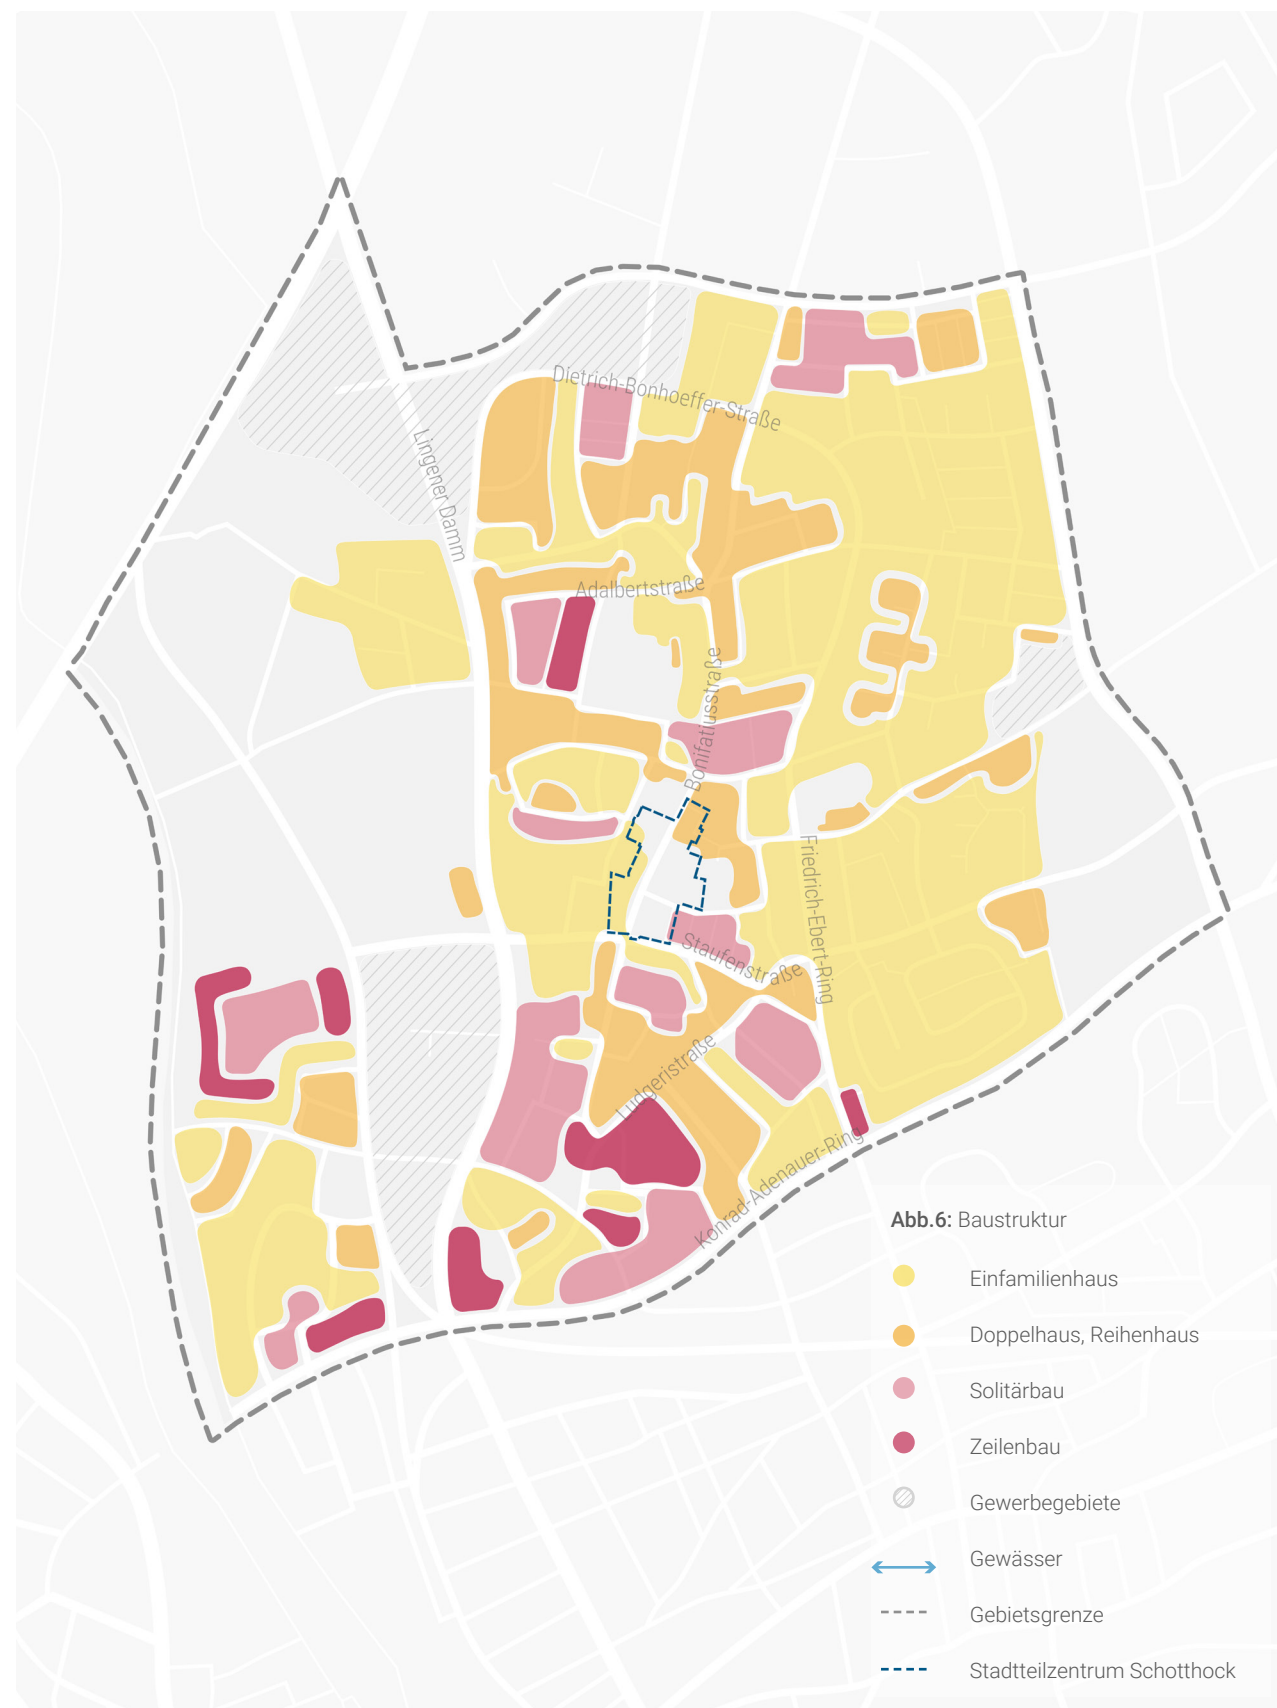 Dietrich-Bonhoeffer-Straße
Lingener Damm
Adalbertstraße
Bonifatiusstraße
Friedrich-Ebert-Ring
Staufenstraße
Ludgeristraße
Konrad-Adenauer-Ring
Abb.6: Baustruktur
Einfamilienhaus
Doppelhaus, Reihenhaus
Solitärbau
Zeilenbau
Gewerbegebiete
Gewässer
Gebietsgrenze
Stadtteilzentrum Schotthock